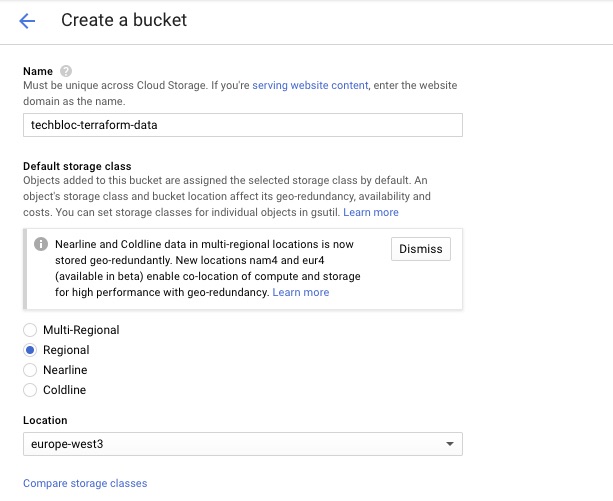 Create a bucket
Name
Must be unique across Cloud Storage. If you're serving website content, enter the website
domain as the name.
techbloc-terraform-data
Default storage class
Objects added to this bucket are assigned the selected storage class by default. An
object's storage class and bucket location affect its geo-redundancy, availability and
costs. You can set storage classes for individual objects in gsutil. Learn more
Nearline and Coldline data in multi-regional locations is now
stored geo-redundantly. New locations nam4 and eur4
(available in beta) enable co-location of compute and storage
for high performance with geo-redundancy. Learn more
Dismiss
Multi-Regional
Regional
Nearline
Coldline
Location
europe-west3
Compare storage classes